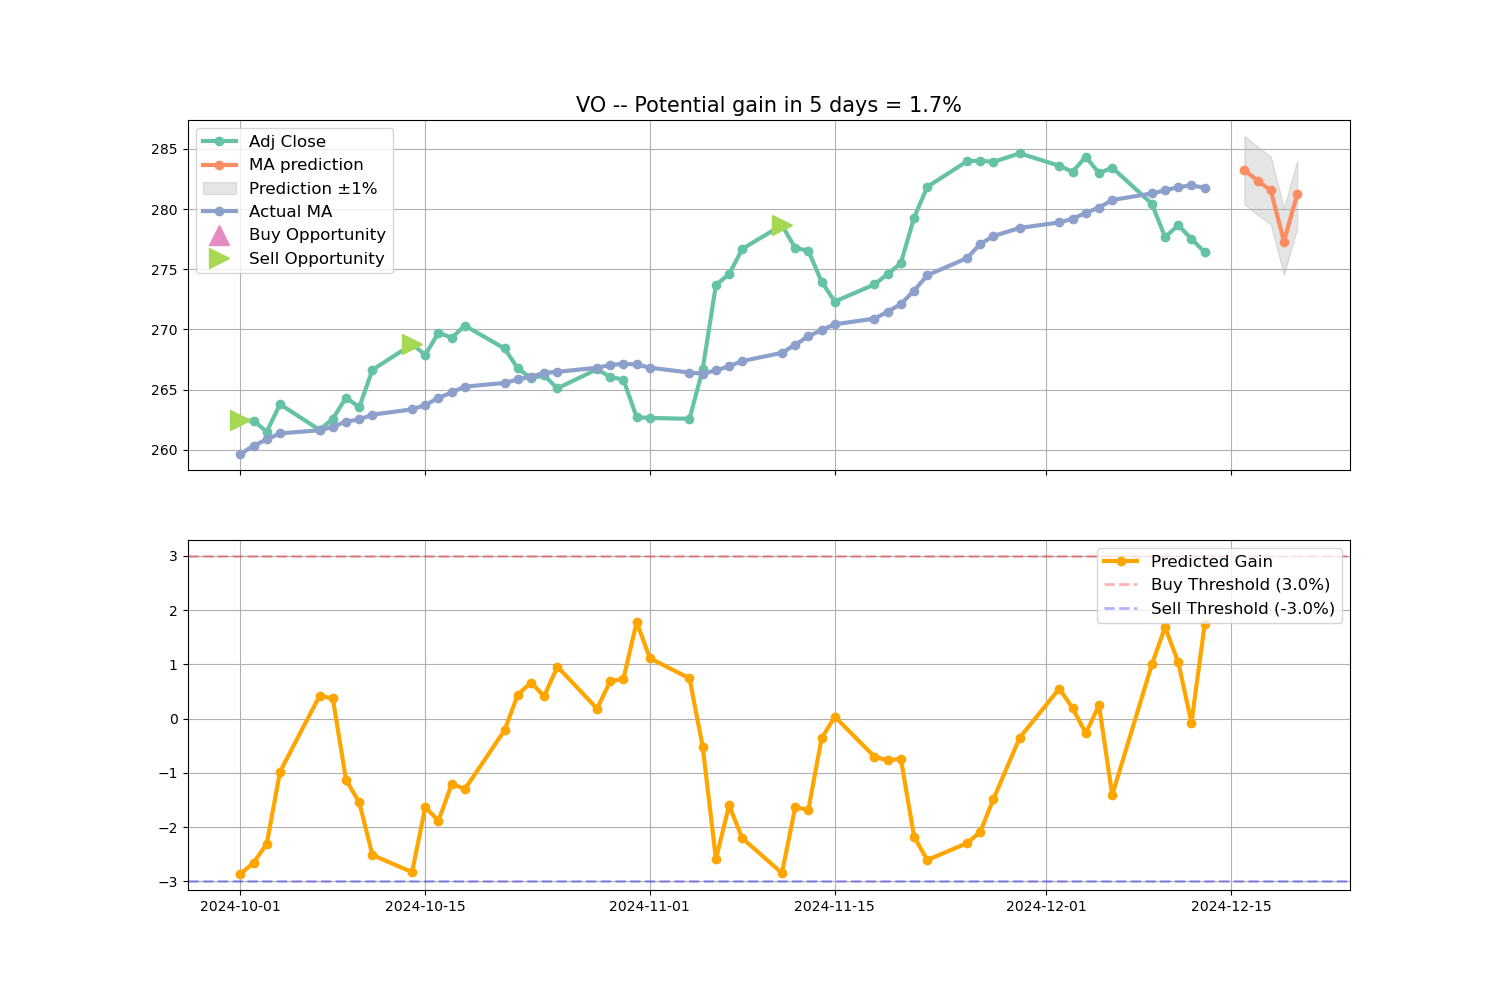 VO -- Potential gain in 5 days = 1.7%
Adj Close
MA prediction
Prediction ±1%
Actual MA
Buy Opportunity
Sell Opportunity
285
280
275
270
265
260
Predicted Gain
Buy Threshold (3.0%)
Sell Threshold (-3.0%)
3
2
1
0
−1
−2
−3
2024-10-01 2024-10-15 2024-11-01 2024-11-15 2024-12-01 2024-12-15